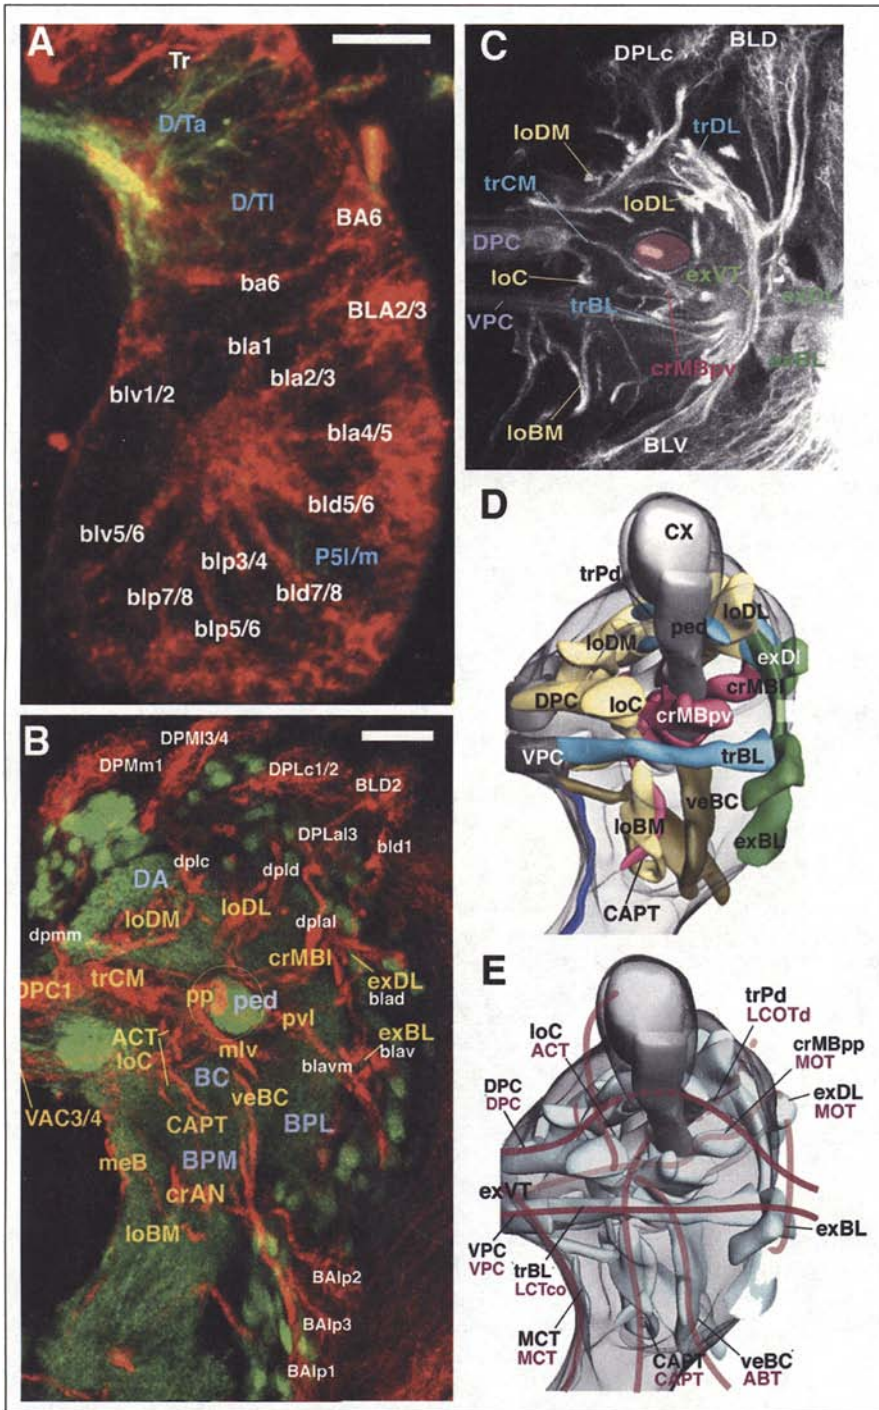 A
Tr
D/Ta
D/Tl
BA6
ba6
BLA2/3
bla1
bla2/3
blv1/2
bla4/5
bld5/6
blv5/6
blp3/4
P5l/m
blp7/8
bld7/8
blp5/6
B
DPMl3/4
DPMm1
DPLc1/2
BLD2
DPLal3
bld1
dplc
dpld
DA
loDM
loDL
dpmm
dplal
crMBl
DPC1
trCM
exDL
blad
pp
ped
pvl
ACT
exBL
loC
mlv
blavm
blav
BC
veBC
VAC3/4
CAPT
BPL
meB
BPM
crAN
loBM
BAlp2
BAlp3
BAlp1
C
DPLc
BLD
loDM
trDL
trCM
loDL
DPC
loC
exVT
exDL
trBL
VPC
crMBpv
exBL
loBM
BLV
D
CX
trPd
loDL
loDM
ped
exDl
DPC
loC
crMBl
crMBpv
VPC
trBL
veBC
loBM
exBL
CAPT
E
trPd
LCOTd
loC
ACT
crMBpp
MOT
DPC
DPC
exDL
MOT
exVT
exBL
VPC
VPC
trBL
LCTco
MCT
MCT
CAPT
CAPT
veBC
ABT